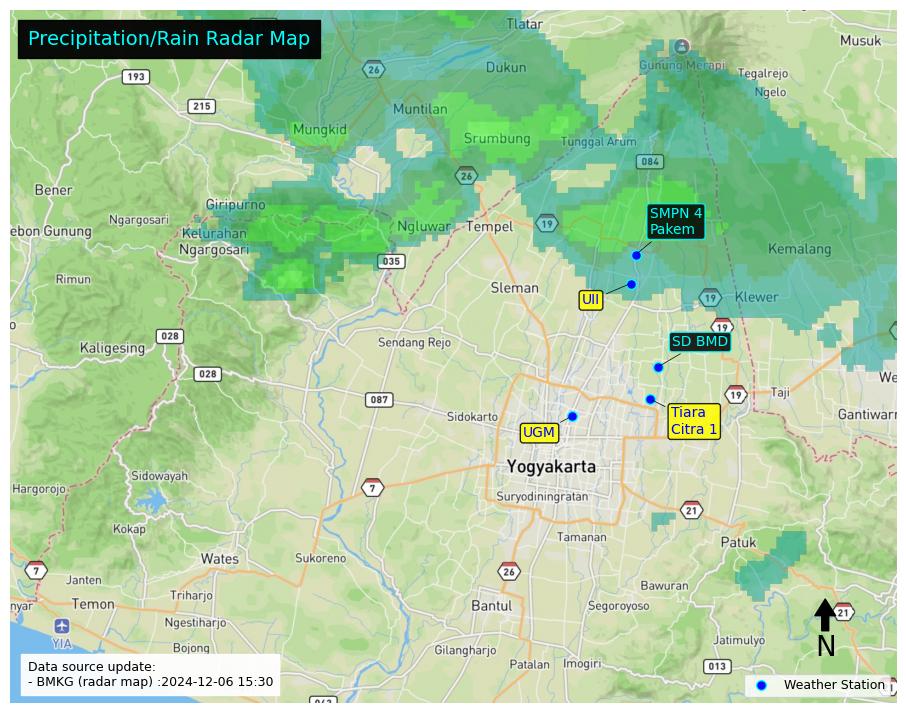 Precipitation/Rain Radar Map
Tlatar
Musuk
26
Dukun
Gunung Merapi
Tegalrejo
193
Ngelo
215
Muntilan
Mungkid
Srumbung
Tunggal Arum
084
26
Bener
Giripurno
SMPN 4
Pakem
Ngargosari
ebon Gunung
Kelurahan
Ngargosari
Ngluwar
Tempel
19
Kemalang
035
Rimun
Sleman
UII
19
Klewer
19
028
Kaligesing
Sendang Rejo
SD BMD
028
We
087
19
Taji
Sidokarto
UGM
Tiara
Citra 1
Gantiwarn
Yogyakarta
Sidowayah
Hargorojo
7
Suryodiningratan
21
Kokap
Tamanan
Patuk
Wates
Sukoreno
7
26
Janten
Bawuran
Triharjo
nyar
Temon
Bantul
Segoroyoso
21
Ngestiharjo
YIA
N
Bojong
Gilangharjo
Jatimulyo
Patalan
Imogiri
013
Data source update:
- BMKG (radar map) :2024-12-06 15:30
Weather Station